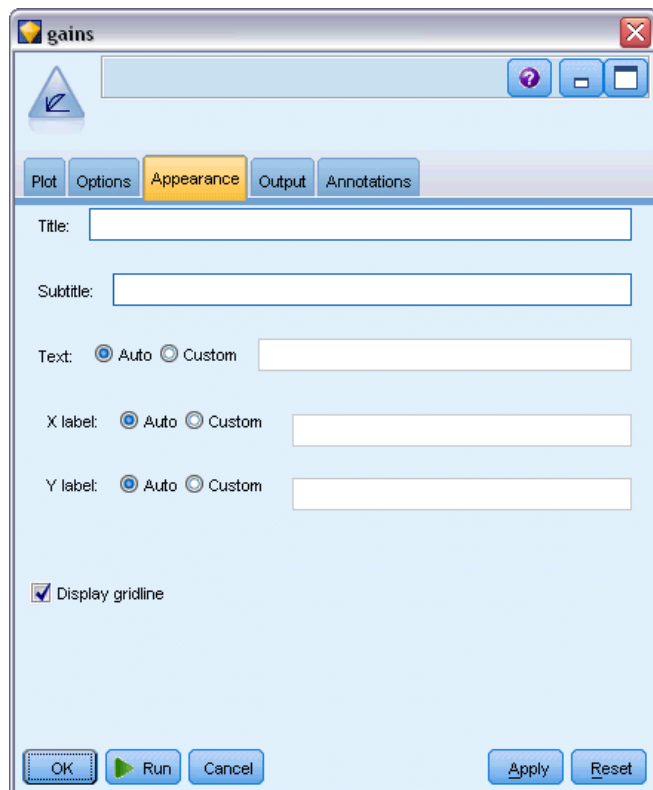 gains
Plot Options Appearance Output Annotations
Title:
Subtitle:
Text: Auto Custom
X label: Auto Custom
Y label: Auto Custom
Display gridline
OK Run Cancel Apply Reset